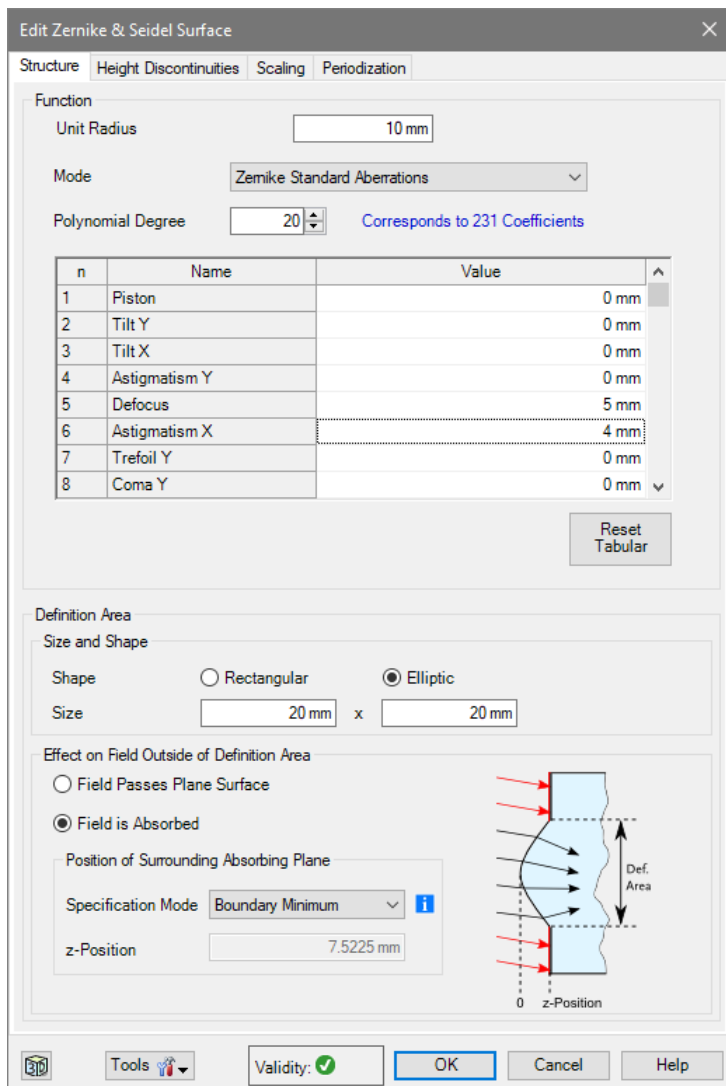 Edit Zernike & Seidel Surface
Structure Height Discontinuities Scaling Periodization
Function
Unit Radius 10 mm
Mode Zernike Standard Aberrations
Polynomial Degree 20 Corresponds to 231 Coefficients
n Name Value
1 Piston 0 mm
2 Tilt Y 0 mm
3 Tilt X 0 mm
4 Astigmatism Y 0 mm
5 Defocus 5 mm
6 Astigmatism X 4 mm
7 Trefoil Y 0 mm
8 Coma Y 0 mm
Reset
Tabular
Definition Area
Size and Shape
Shape Rectangular Elliptic
Size 20 mm x 20 mm
Effect on Field Outside of Definition Area
Field Passes Plane Surface
Field is Absorbed
Position of Surrounding Absorbing Plane
Specification Mode Boundary Minimum i
z-Position 7.5225 mm
Def.
Area
0 z-Position
3D Tools Validity: OK Cancel Help